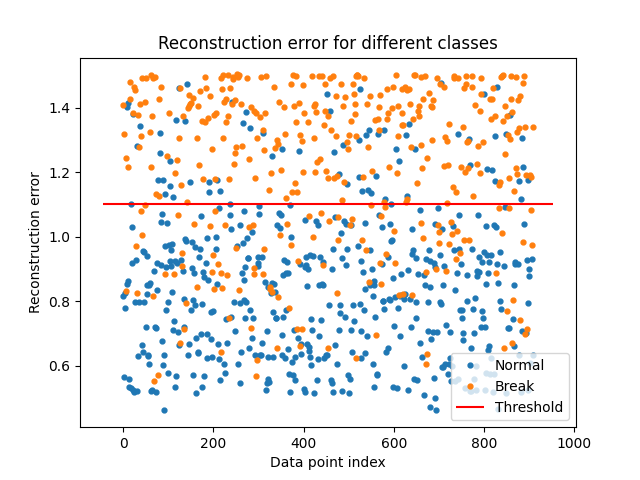 Reconstruction error for different classes
Reconstruction error
1.4
1.2
1.0
0.8
0.6
Normal
Break
Threshold
0 200 400 600 800 1000
Data point index